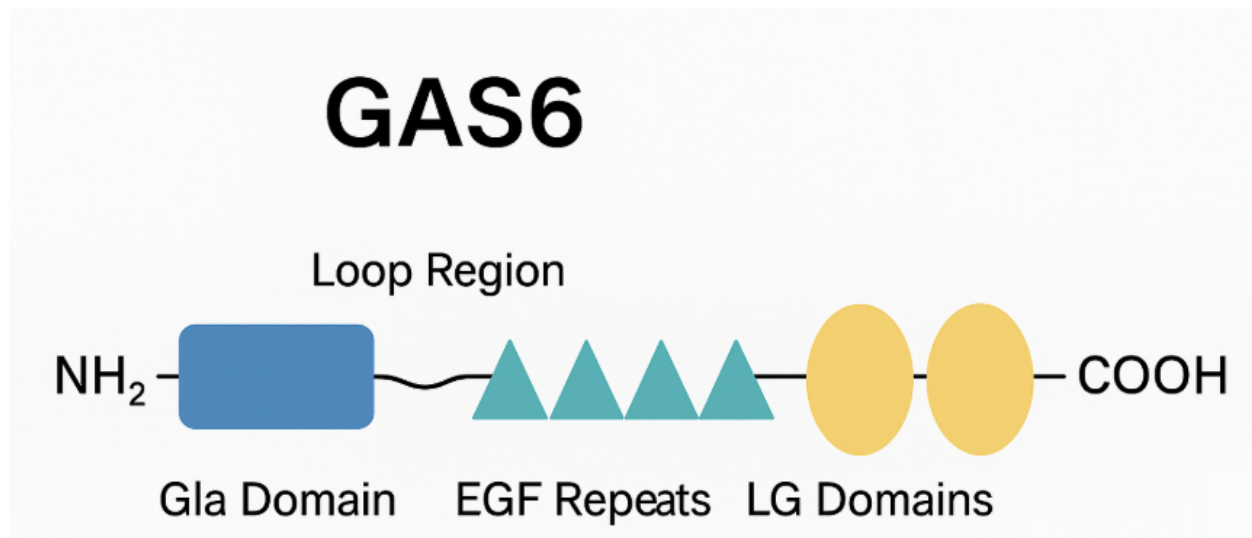 GAS6
Loop Region
NH₂ COOH
Gla Domain EGF Repeats LG Domains